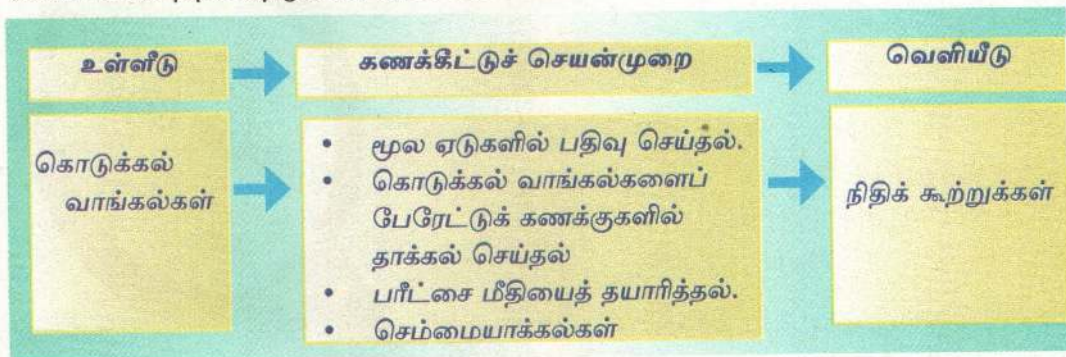 உள்ளீடு
கணக்கீட்டுச் செயன்முறை
வெளியீடு
கொடுக்கல்
வாங்கல்கள்
• மூல ஏடுகளில் பதிவு செய்தல்.
• கொடுக்கல் வாங்கல்களைப்
பேரேட்டுக் கணக்குகளில்
தாக்கல் செய்தல்
• பரீட்சை மீதியைத் தயாரித்தல்.
• செம்மையாக்கல்கள்
நிதிக் கூற்றுக்கள்